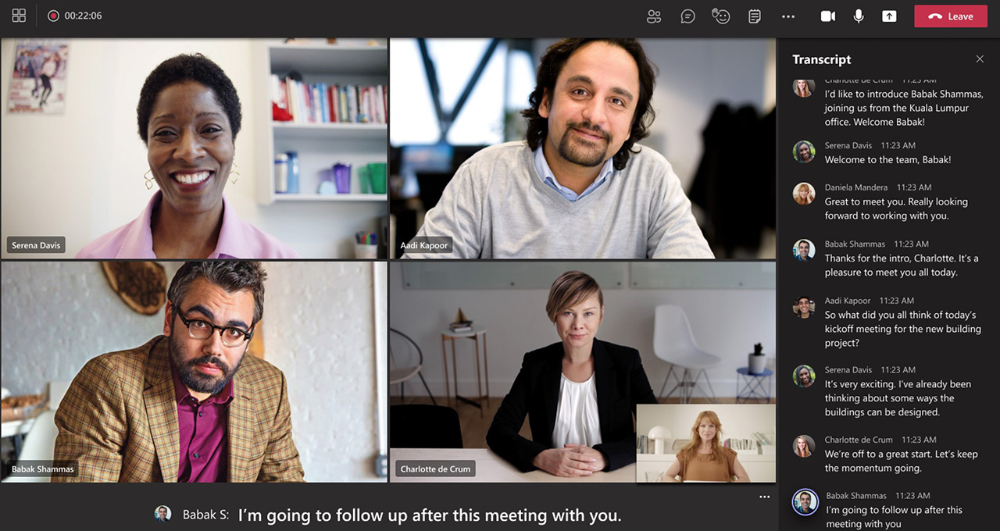 00:22:06
Leave
Serena Davis
Aadi Kapoor
Babak Shammas
Charlotte de Crum
Babak S: I'm going to follow up after this meeting with you.
Transcript
Charlotte de Crum 11:23 AM
I'd like to introduce Babak Shammas,
joining us from the Kuala Lumpur
office. Welcome Babak!
Serena Davis 11:23 AM
Welcome to the team, Babak!
Daniela Mandera 11:23 AM
Great to meet you. Really looking
forward to working with you.
Babak Shammas 11:23 AM
Thanks for the intro, Charlotte. It's a
pleasure to meet you all today.
Aadi Kapoor 11:23 AM
So what did you all think of today's
kickoff meeting for the new building
project?
Serena Davis 11:23 AM
It's very exciting. I've already been
thinking about some ways the
buildings can be designed.
Charlotte de Crum 11:23 AM
We're off to a great start. Let's keep
the momentum going.
Babak Shammas 11:23 AM
I'm going to follow up after this
meeting with you